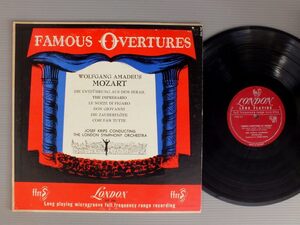 FAMOUS OVERTURES
WOLFGANG AMADEUS
MOZART
DIE ENTFÜHRUNG AUS DEM SERAIL
THE IMPRESARIO
LE NOZZE DI FIGARO
DON GIOVANNI
DIE ZAUBERFLÖTE
COSI FAN TUTTE
JOSEF KRIPS CONDUCTING
THE LONDON SYMPHONY ORCHESTRA
ffrr
LONDON
ffrr
Long playing microgroove full frequency range recording
LONDON
LONG PLAYING